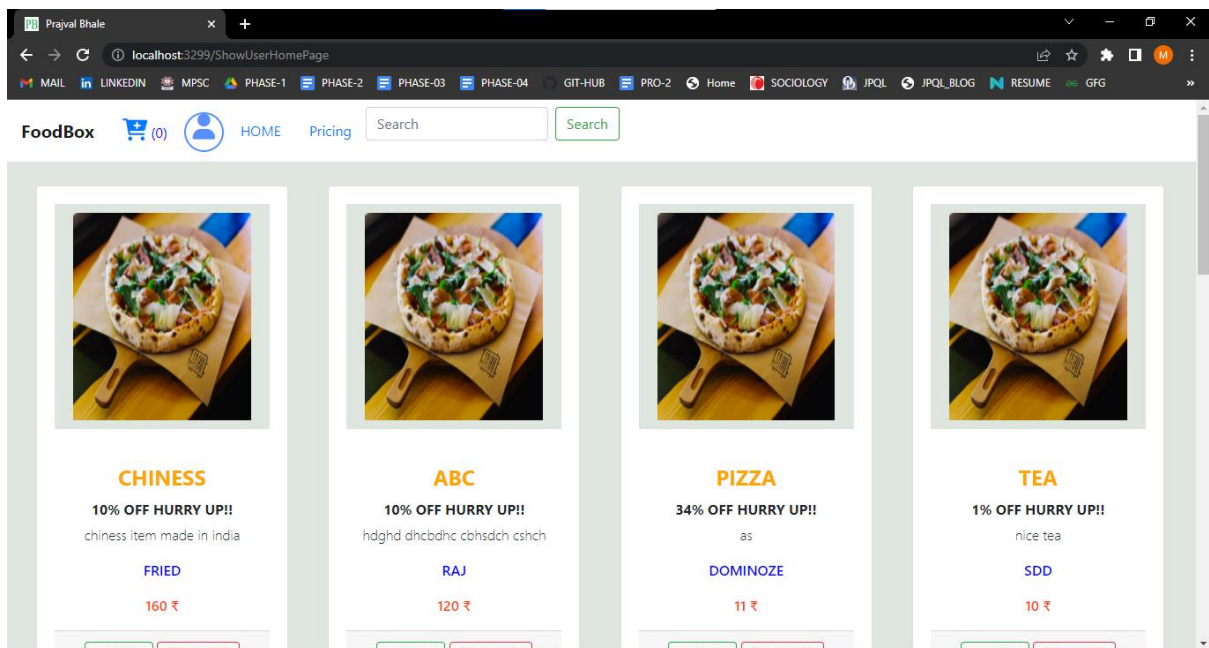 PB Prajval Bhale
localhost:3299/ShowUserHomePage
M
MAIL in LINKEDIN MPSC PHASE-1 PHASE-2 PHASE-03 PHASE-04 GIT-HUB PRO-2 Home SOCIOLOGY JPQL JPQL_BLOG RESUME GFG »
FoodBox (0) HOME Pricing Search Search
CHINESS
10% OFF HURRY UP!!
chiness item made in india
FRIED
160 ₹
ABC
10% OFF HURRY UP!!
hdghd dhcbdhc cbhsdch cshch
RAJ
120 ₹
PIZZA
34% OFF HURRY UP!!
as
DOMINOZE
11 ₹
TEA
1% OFF HURRY UP!!
nice tea
SDD
10 ₹